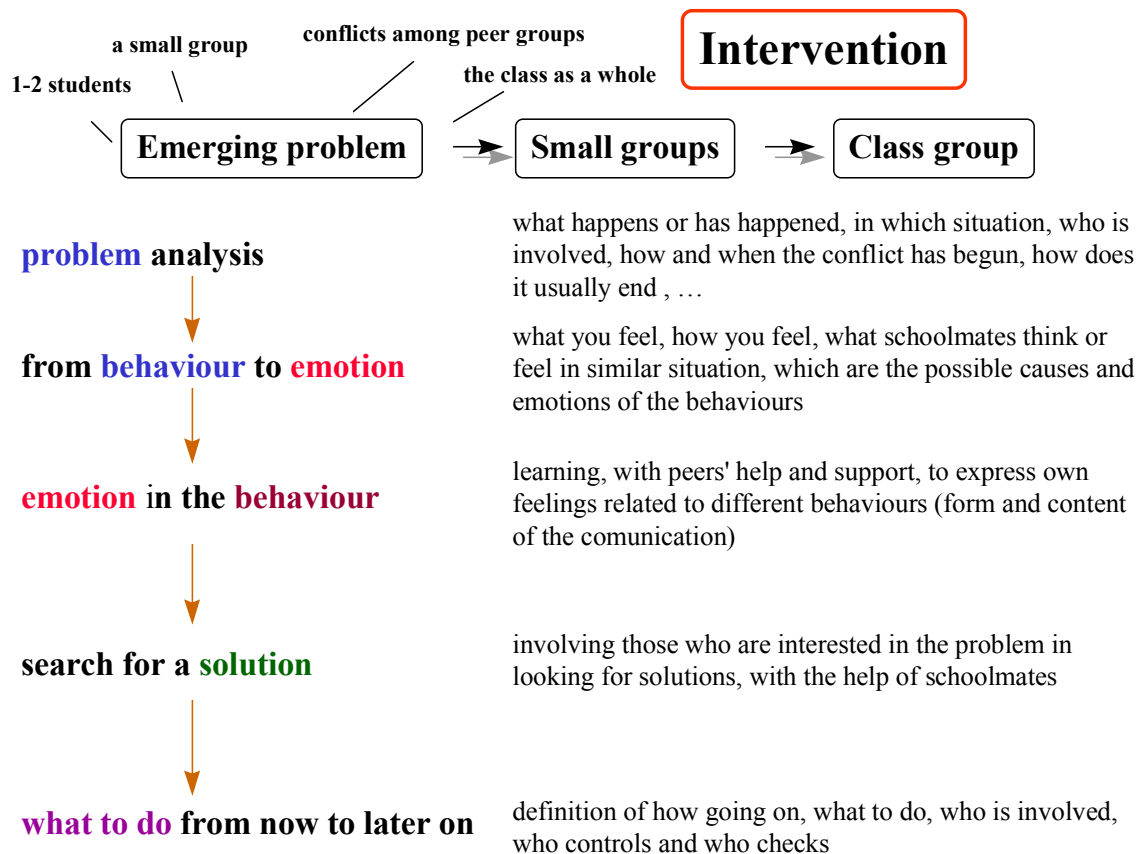 Intervention
a small group
conflicts among peer groups
1-2 students
the class as a whole
Emerging problem
Small groups
Class group
problem analysis
what happens or has happened, in which situation, who is
involved, how and when the conflict has begun, how does
it usually end , …
from behaviour to emotion
what you feel, how you feel, what schoolmates think or
feel in similar situation, which are the possible causes and
emotions of the behaviours
emotion in the behaviour
learning, with peers' help and support, to express own
feelings related to different behaviours (form and content
of the comunication)
search for a solution
involving those who are interested in the problem in
looking for solutions, with the help of schoolmates
what to do from now to later on
definition of how going on, what to do, who is involved,
who controls and who checks